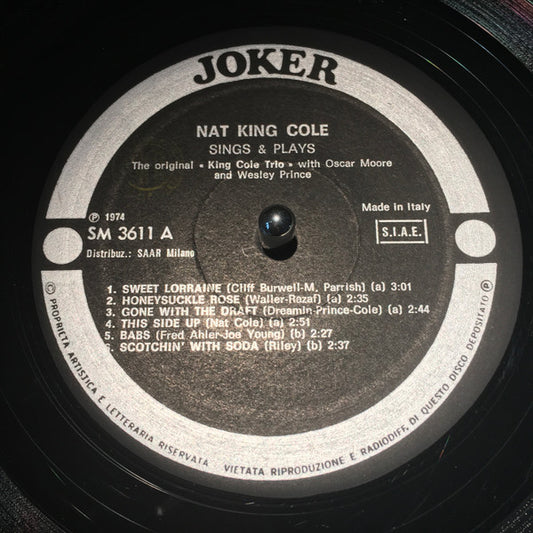 JOKER
NAT KING COLE
SINGS & PLAYS
The original « King Cole Trio » with Oscar Moore
and Wesley Prince
Ⓟ 1974
SM 3611 A
Distribuz.: SAAR Milano
Made in Italy
S.I.A.E.
1. SWEET LORRAINE (Cliff Burwell-M. Parrish) (a) 3:01
2. HONEYSUCKLE ROSE (Waller-Razaf) (a) 2:35
3. GONE WITH THE DRAFT (Dreamin-Prince-Cole) (a) 2:44
4. THIS SIDE UP (Nat Cole) (a) 2:51
5. BABS (Fred Ahler-Joe Young) (b) 2:27
6. SCOTCHIN' WITH SODA (Riley) (b) 2:37
© PROPRIETA ARTISTICA E LETTERARIA RISERVATA VIETATA RIPRODUZIONE E RADIODIFF. DI QUESTO DISCO DEPOSITATO Ⓟ